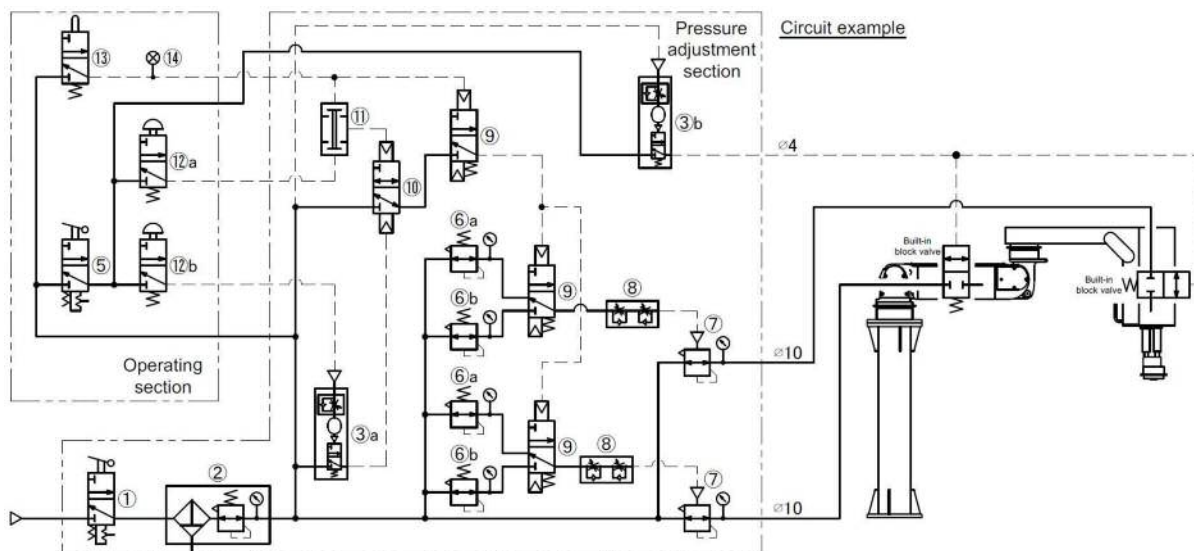 Circuit example
Pressure
adjustment
section
⑬
⑭
⑪
⑨
③b
⑫a
⑩
⌀4
⑥a
⑤
⑫b
Built-in
block valve
Built-in
block valve
⑥b
⑨
⑧
⑦
⌀10
Operating
section
⑥a
③a
⑥b
⑨
⑧
⑦
①
②
⌀10